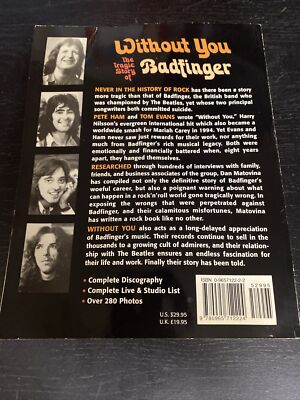 Without You
The tragic Story of Badfinger
NEVER IN THE HISTORY OF ROCK has there been a story
more tragic than that of Badfinger, the British band who
was championed by The Beatles, yet whose two principal
songwriters both committed suicide.
PETE HAM and TOM EVANS wrote "Without You," Harry
Nilsson's evergreen international hit which also became a
worldwide smash for Mariah Carey in 1994. Yet Evans and
Ham never saw just rewards for their work, nor anything
much from Badfinger's rich musical legacy. Both were
emotionally and financially battered when, eight years
apart, they hanged themselves.
RESEARCHED through hundreds of interviews with family,
friends, and business associates of the group, Dan Matovina
has compiled not only the definitive story of Badfinger's
woeful career, but also a poignant warning about what
can happen in a rock'n'roll world gone tragically wrong. In
exposing the wrongs that were perpetrated against
Badfinger, and their calamitous misfortunes, Matovina
has written a rock book like no other.
WITHOUT YOU also acts as a long-delayed appreciation
of Badfinger's music. Their records continue to sell in the
thousands to a growing cult of admirers, and their relation-
ship with The Beatles ensures an endless fascination for
their life and work. Finally their story has been told.
• Complete Discography
• Complete Live & Studio List
• Over 280 Photos
U.S. $29.95
U.K. £19.95
ISBN 0-9657122-2-2
52995
9 780965 712224